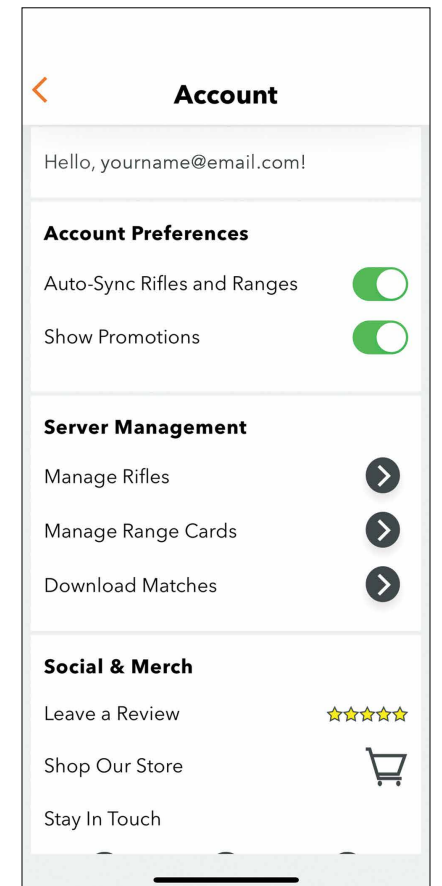 Account
Hello, yourname@email.com!
Account Preferences
Auto-Sync Rifles and Ranges
Show Promotions
Server Management
Manage Rifles
Manage Range Cards
Download Matches
Social & Merch
Leave a Review
Shop Our Store
Stay In Touch